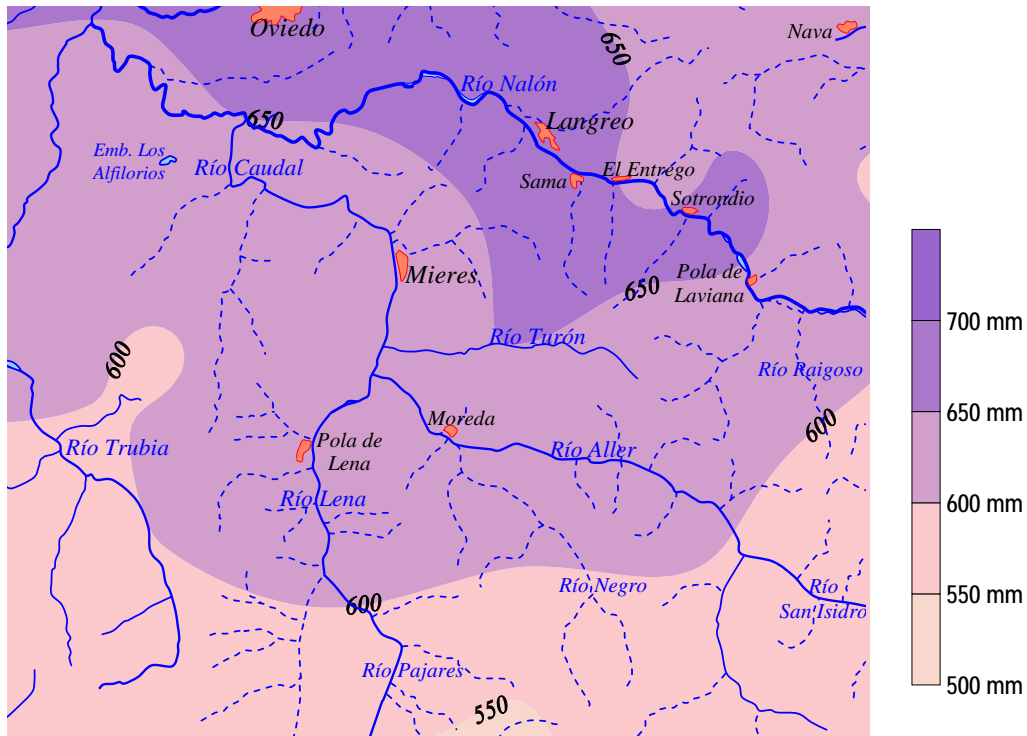 Oviedo
Nava
650
Río Nalón
650
Langreo
Emb. Los
Alfilorios
Río Caudal
El Entrego
Sama
Sotrondio
Mieres
Pola de
Laviana
650
700 mm
Río Turón
600
Río Raigoso
650 mm
Moreda
600
Río Trubia
Pola de
Lena
Río Aller
Río Lena
600 mm
Río Negro
Río
San Isidro
550 mm
600
Río Pajares
500 mm
550